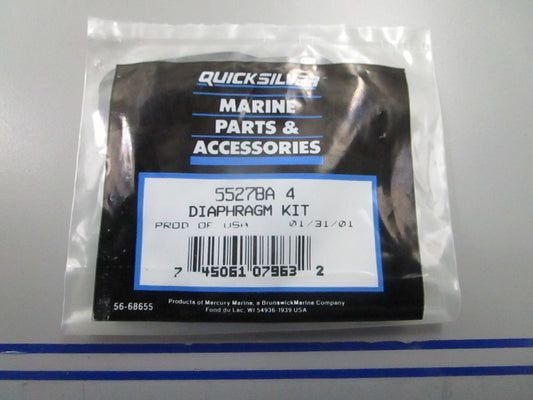 QUICKSILVER
MARINE
PARTS &
ACCESSORIES
55278A 4
DIAPHRAGM KIT
PROD OF USA 01/31/01
7 45061 07963 2
56-68655
Products of Mercury Marine, a BrunswickMarine Company
Fond du Lac, WI 54936-1939 USA